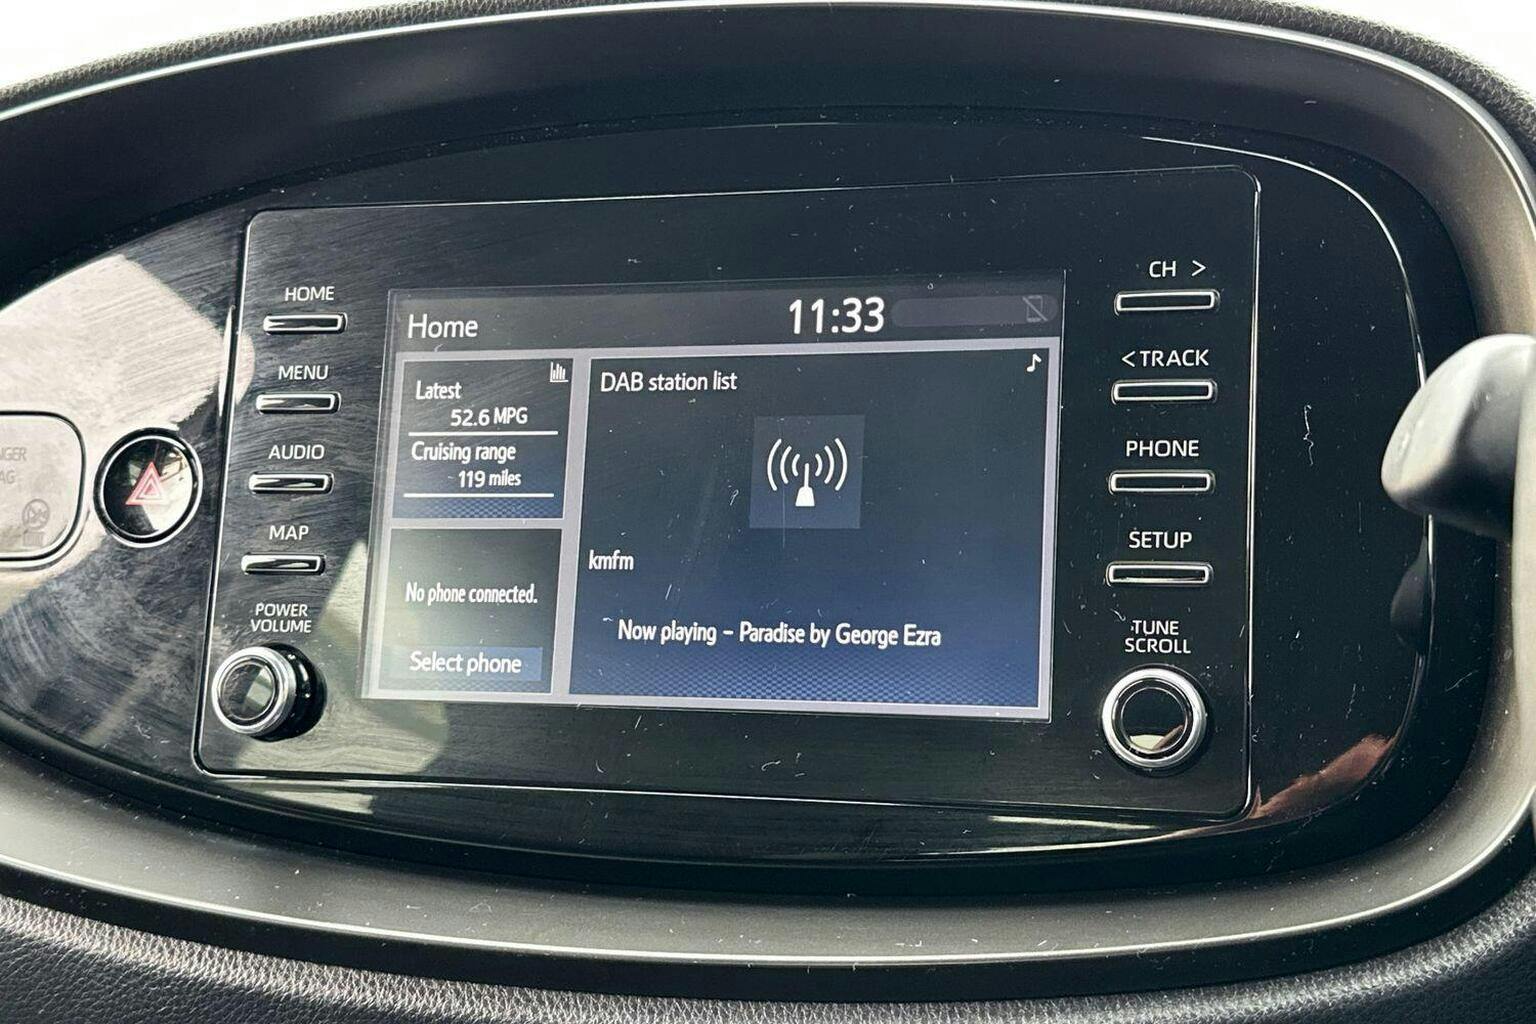 HOME
MENU
AUDIO
MAP
POWER
VOLUME
Home
11:33
Latest
52.6 MPG
Cruising range
119 miles
No phone connected.
Select phone
DAB station list
kmfm
Now playing - Paradise by George Ezra
CH >
< TRACK
PHONE
SETUP
TUNE
SCROLL